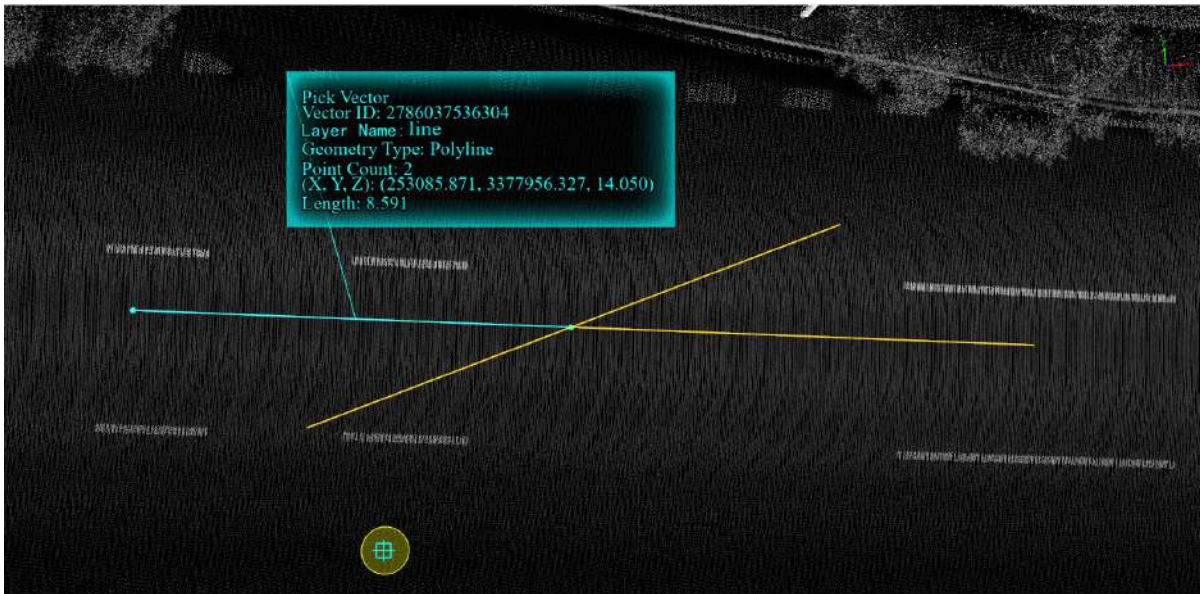 Pick Vector
Vector ID: 2786037536304
Layer Name: line
Geometry Type: Polyline
Point Count: 2
(X, Y, Z): (253085.871, 3377956.327, 14.050)
Length: 8.591